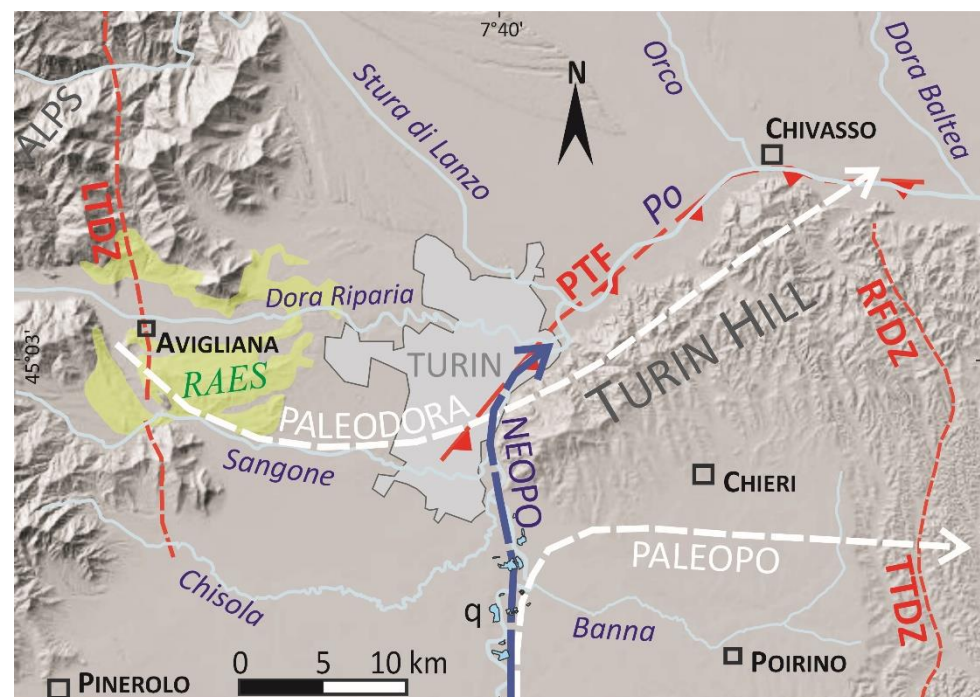 7°40'
N
ALPS
Stura di Lanzo
Orco
Dora Baltea
CHIVASSO
LTDZ
Po
PTF
Dora Riparia
TURIN HILL
RFDZ
45°03'
AVIGLIANA
RAES
TURIN
PALEODORA
Sangone
NEOPO
CHIERI
PALEOPO
TTDZ
Chisola
q
Banna
0 5 10 km
POIRINO
PINEROLO